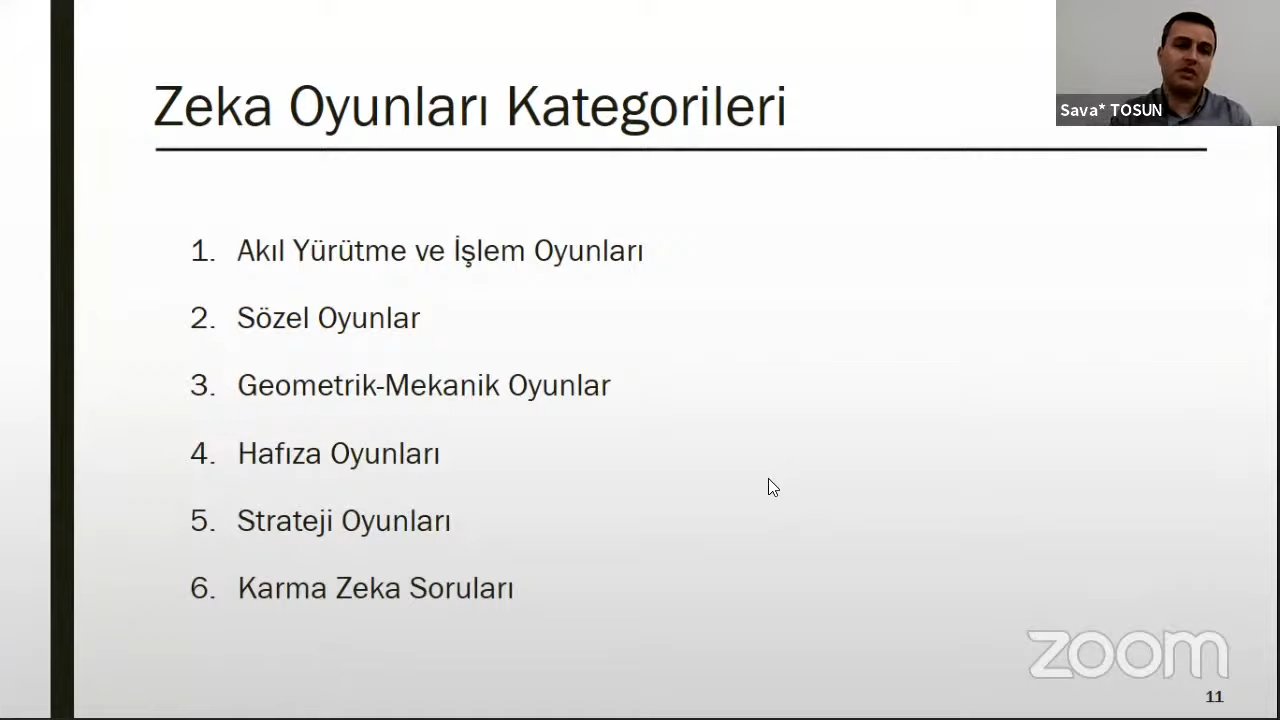 Zeka Oyunları Kategorileri
Sava* TOSUN
1. Akıl Yürütme ve İşlem Oyunları
2. Sözel Oyunlar
3. Geometrik-Mekanik Oyunlar
4. Hafıza Oyunları
5. Strateji Oyunları
6. Karma Zeka Soruları
zoom
11